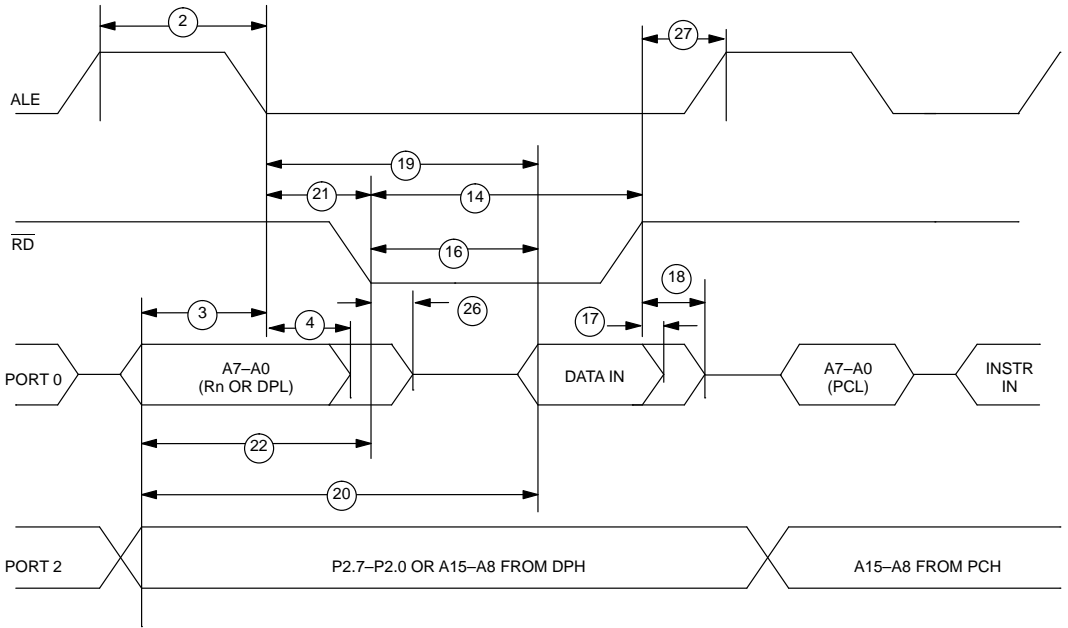 2
27
ALE
19
21
14
RD
16
18
3
4
26
17
PORT 0
A7–A0
(Rn OR DPL)
DATA IN
A7–A0
(PCL)
INSTR
IN
22
20
PORT 2
P2.7–P2.0 OR A15–A8 FROM DPH
A15–A8 FROM PCH